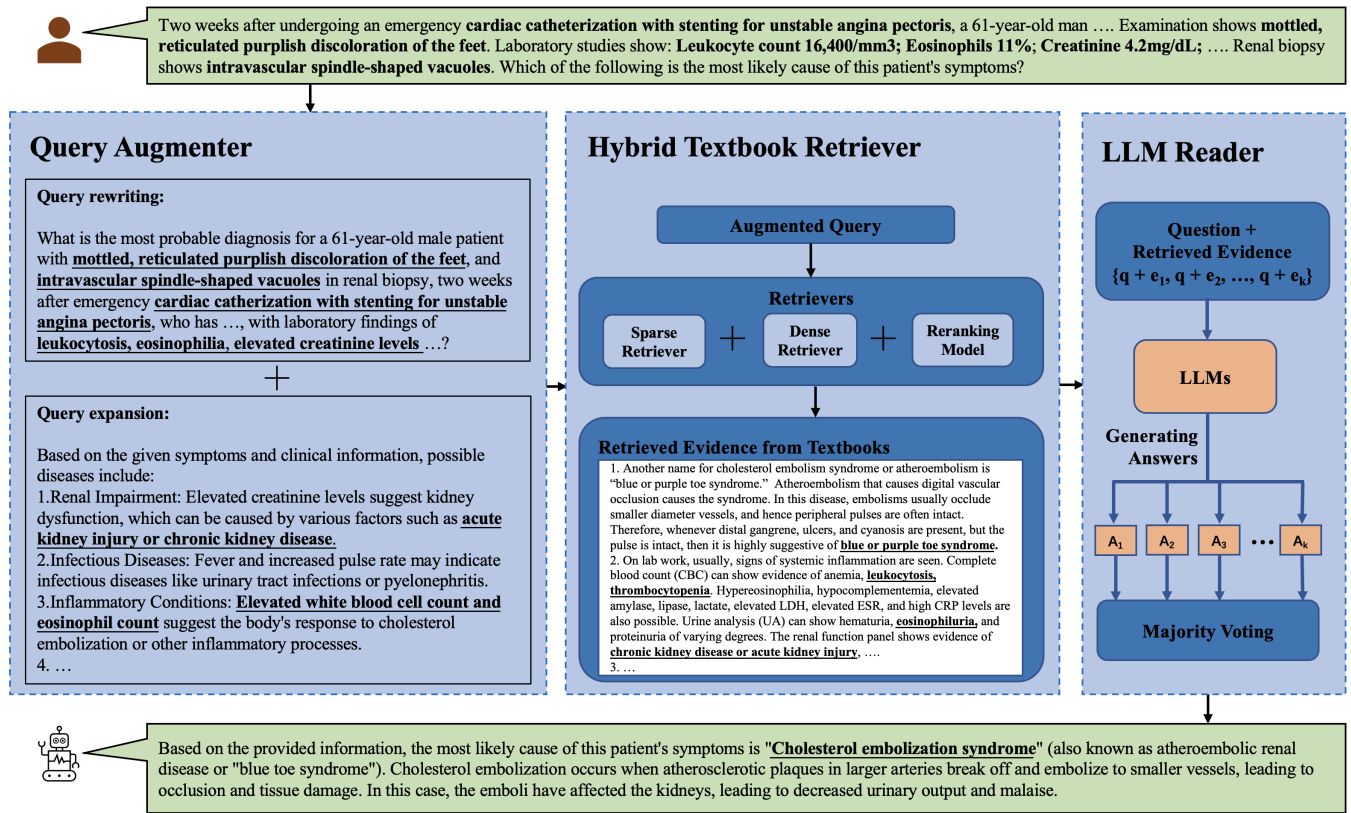 Two weeks after undergoing an emergency cardiac catheterization with stenting for unstable angina pectoris, a 61-year-old man …. Examination shows mottled,
reticulated purplish discoloration of the feet. Laboratory studies show: Leukocyte count 16,400/mm3; Eosinophils 11%; Creatinine 4.2mg/dL; …. Renal biopsy
shows intravascular spindle-shaped vacuoles. Which of the following is the most likely cause of this patient's symptoms?
Query Augmenter
Query rewriting:
What is the most probable diagnosis for a 61-year-old male patient
with mottled, reticulated purplish discoloration of the feet, and
intravascular spindle-shaped vacuoles in renal biopsy, two weeks
after emergency cardiac catherization with stenting for unstable
angina pectoris, who has …, with laboratory findings of
leukocytosis, eosinophilia, elevated creatinine levels …?
+
Query expansion:
Based on the given symptoms and clinical information, possible
diseases include:
1.Renal Impairment: Elevated creatinine levels suggest kidney
dysfunction, which can be caused by various factors such as acute
kidney injury or chronic kidney disease.
2.Infectious Diseases: Fever and increased pulse rate may indicate
infectious diseases like urinary tract infections or pyelonephritis.
3.Inflammatory Conditions: Elevated white blood cell count and
eosinophil count suggest the body's response to cholesterol
embolization or other inflammatory processes.
4. …
Hybrid Textbook Retriever
Augmented Query
Retrievers
Sparse
Retriever
+
Dense
Retriever
+
Reranking
Model
Retrieved Evidence from Textbooks
1. Another name for cholesterol embolism syndrome or atheroembolism is
“blue or purple toe syndrome.” Atheroembolism that causes digital vascular
occlusion causes the syndrome. In this disease, embolisms usually occlude
smaller diameter vessels, and hence peripheral pulses are often intact.
Therefore, whenever distal gangrene, ulcers, and cyanosis are present, but the
pulse is intact, then it is highly suggestive of blue or purple toe syndrome.
2. On lab work, usually, signs of systemic inflammation are seen. Complete
blood count (CBC) can show evidence of anemia, leukocytosis,
thrombocytopenia. Hypereosinophilia, hypocomplementemia, elevated
amylase, lipase, lactate, elevated LDH, elevated ESR, and high CRP levels are
also possible. Urine analysis (UA) can show hematuria, eosinophiluria, and
proteinuria of varying degrees. The renal function panel shows evidence of
chronic kidney disease or acute kidney injury, ….
3. …
LLM Reader
Question +
Retrieved Evidence
{q + e1, q + e2, …, q + ek}
LLMs
Generating
Answers
A1 A2 A3 … Ak
Majority Voting
Based on the provided information, the most likely cause of this patient's symptoms is "Cholesterol embolization syndrome" (also known as atheroembolic renal
disease or "blue toe syndrome"). Cholesterol embolization occurs when atherosclerotic plaques in larger arteries break off and embolize to smaller vessels, leading to
occlusion and tissue damage. In this case, the emboli have affected the kidneys, leading to decreased urinary output and malaise.